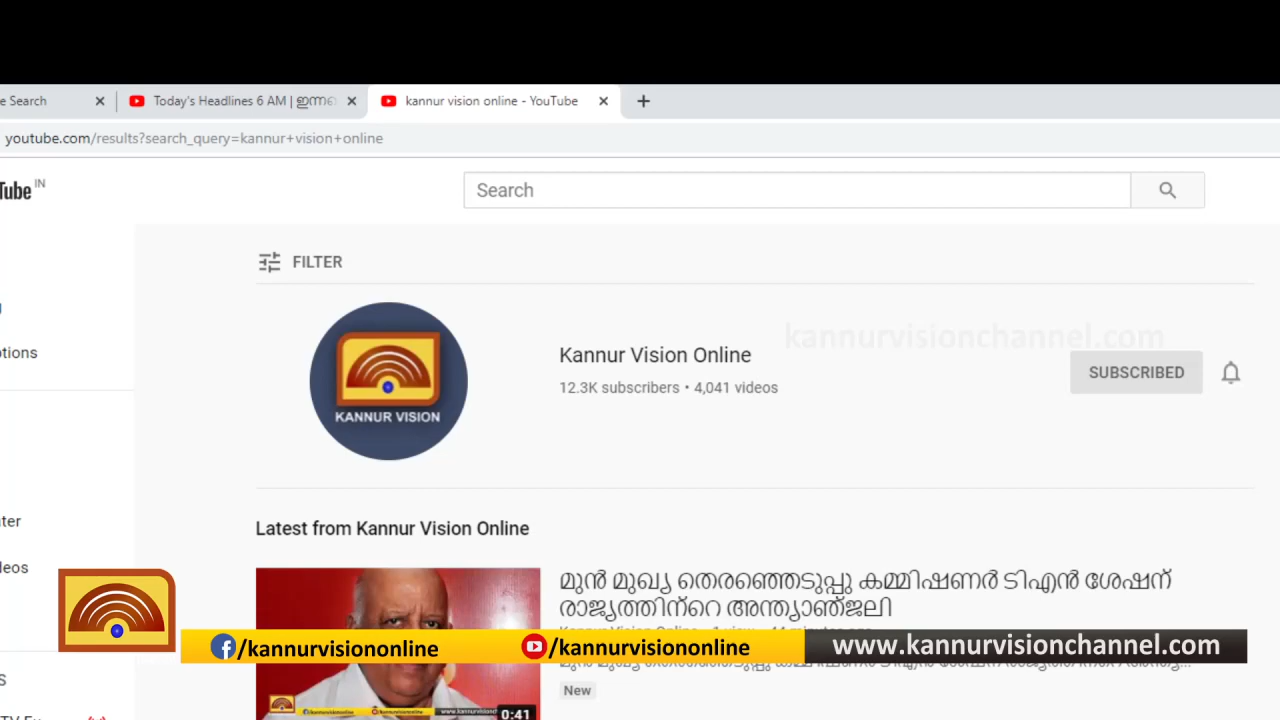 e Search
Today's Headlines 6 AM | ഇന്നത്
kannur vision online - YouTube
youtube.com/results?search_query=kannur+vision+online
Tube IN
Search
FILTER
kannurvisionchannel.com
KANNUR VISION
Kannur Vision Online
12.3K subscribers • 4,041 videos
SUBSCRIBED
otions
Latest from Kannur Vision Online
ter
eos
മുൻ മുഖ്യ തെരഞ്ഞെടുപ്പു കമ്മിഷണർ ടിഎൻ ശേഷന്
രാജ്യത്തിന്റെ അന്ത്യാഞ്ജലി
/kannurvisiononline
/kannurvisiononline
www.kannurvisionchannel.com
New
0:41
S